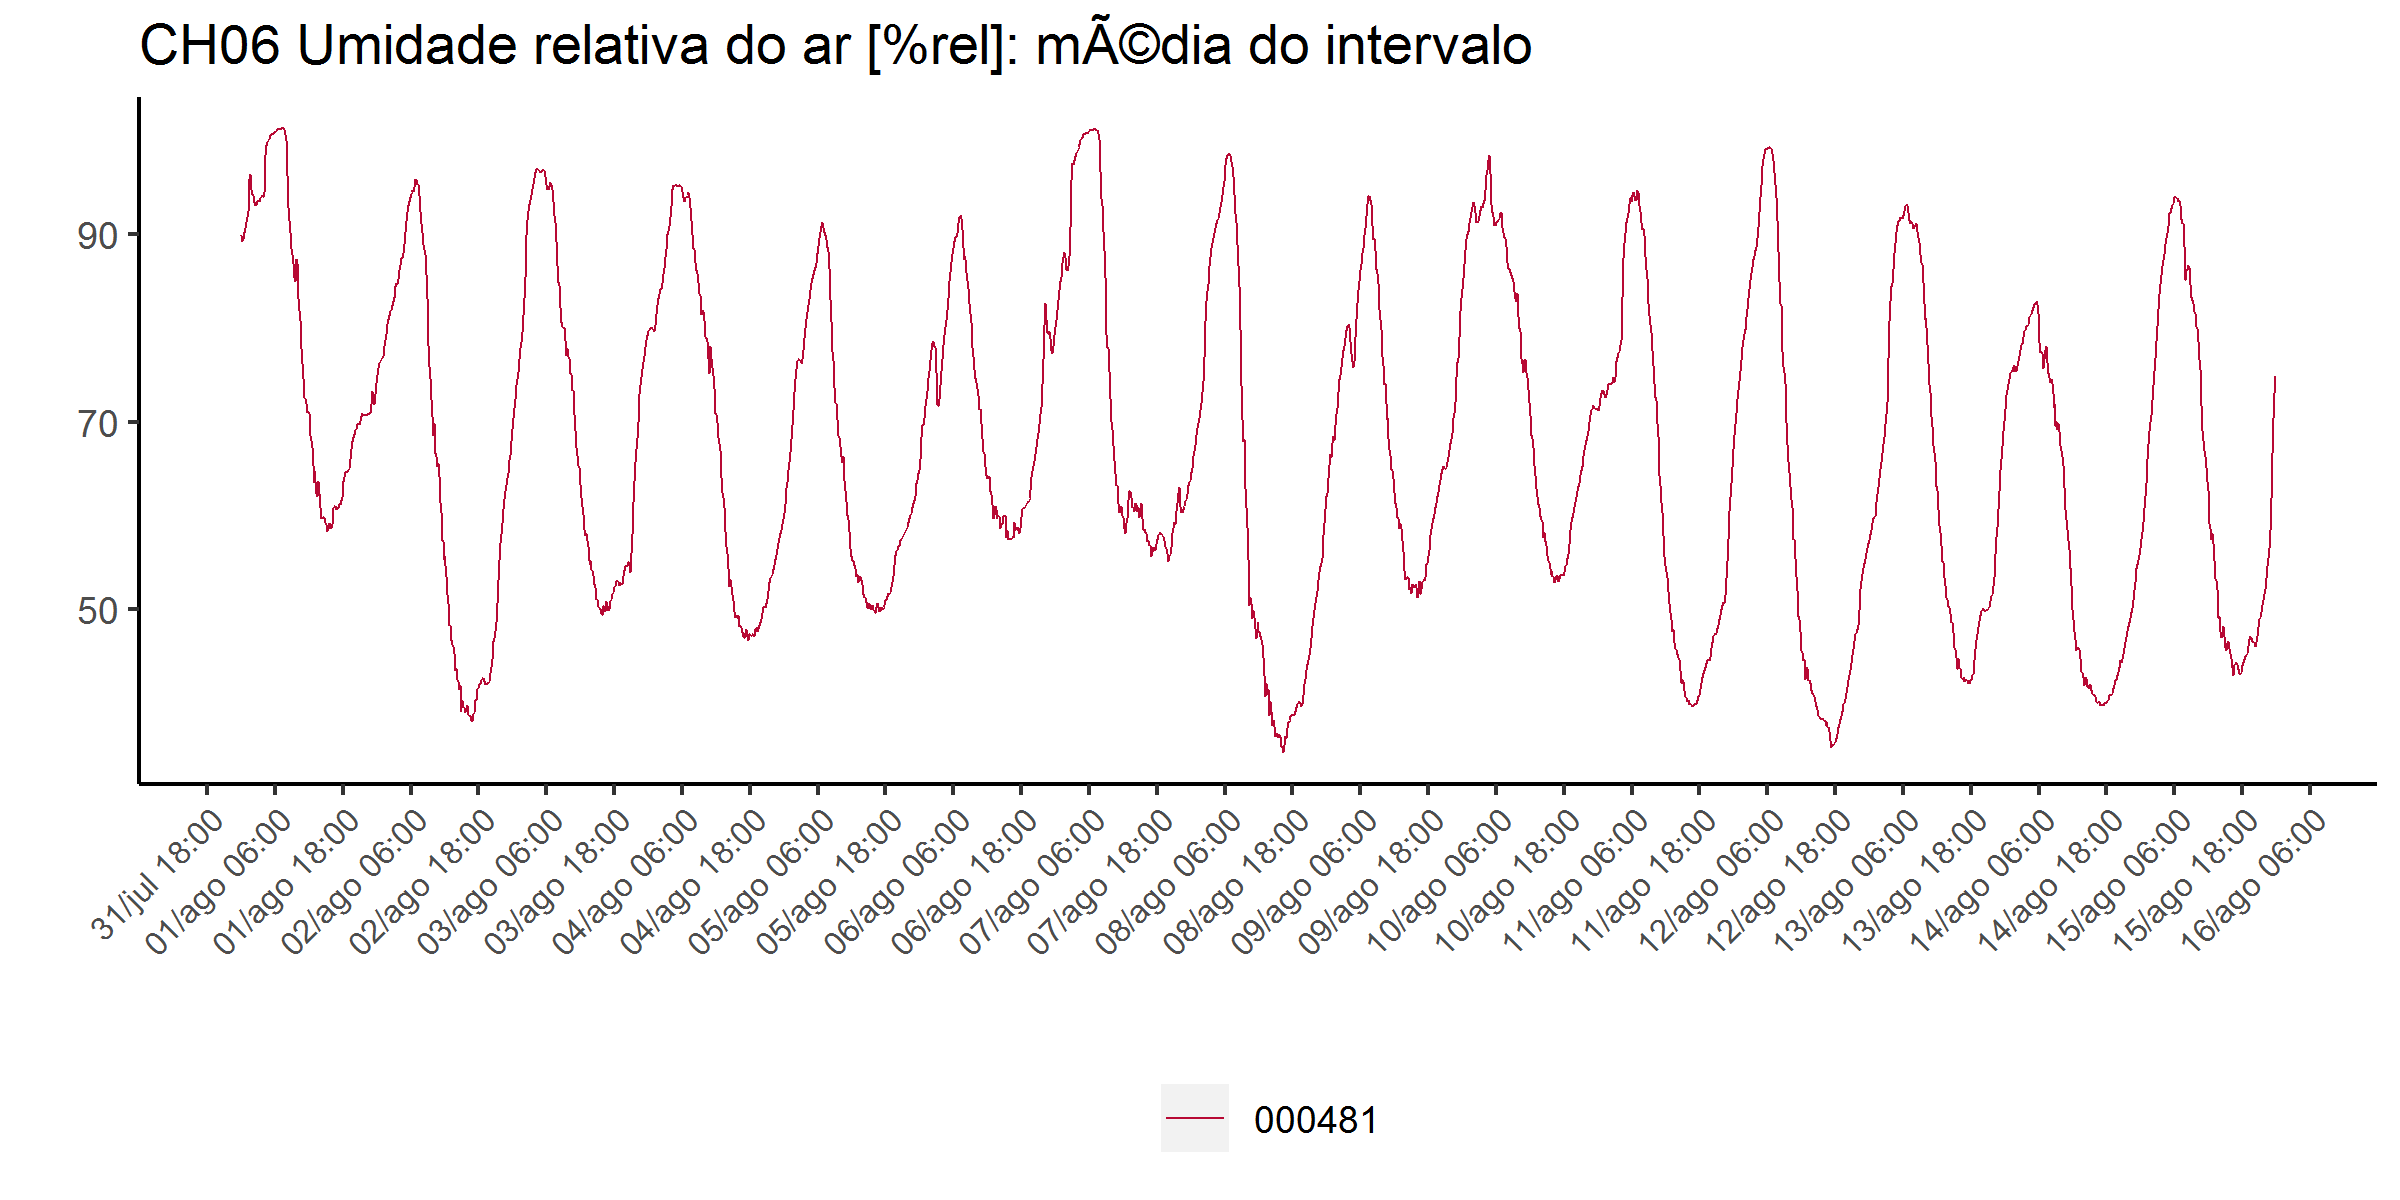 CH06 Umidade relativa do ar [%rel]: mÃ©dia do intervalo
90
70
50
31/jul 18:00
01/ago 06:00
01/ago 18:00
02/ago 06:00
02/ago 18:00
03/ago 06:00
03/ago 18:00
04/ago 06:00
04/ago 18:00
05/ago 06:00
05/ago 18:00
06/ago 06:00
06/ago 18:00
07/ago 06:00
07/ago 18:00
08/ago 06:00
08/ago 18:00
09/ago 06:00
09/ago 18:00
10/ago 06:00
10/ago 18:00
11/ago 06:00
11/ago 18:00
12/ago 06:00
12/ago 18:00
13/ago 06:00
13/ago 18:00
14/ago 06:00
14/ago 18:00
15/ago 06:00
15/ago 18:00
16/ago 06:00
000481